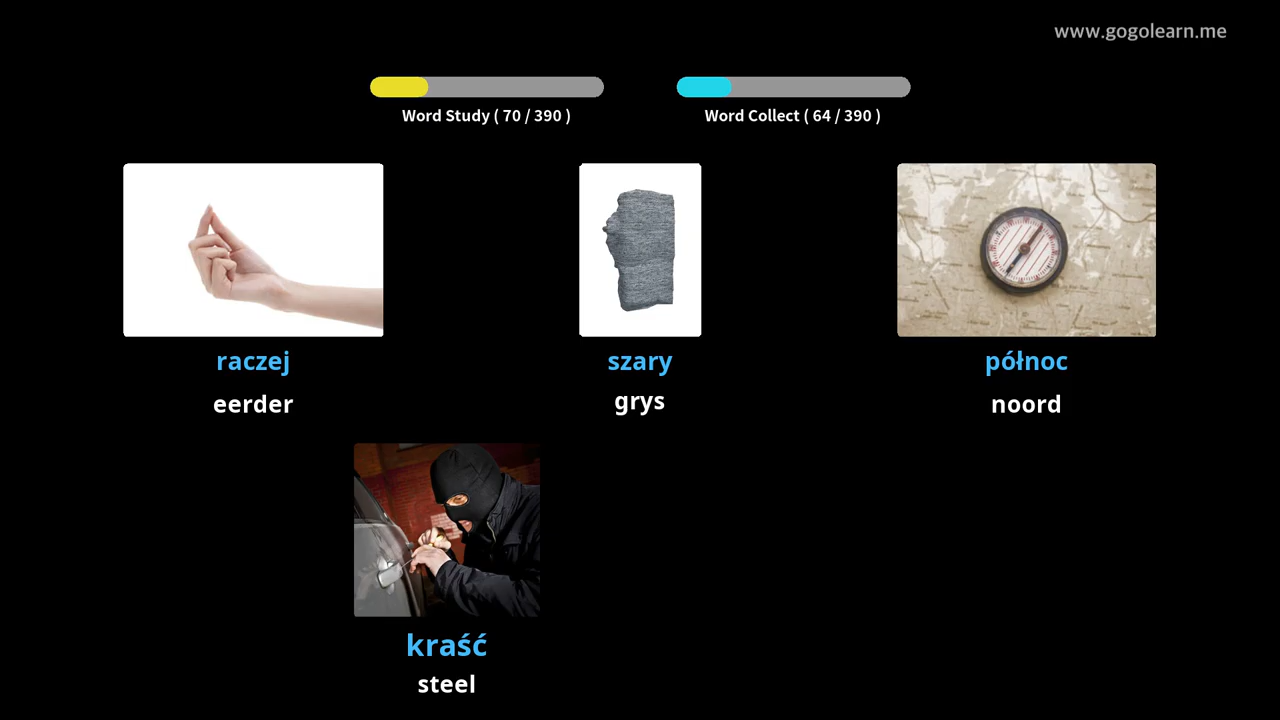 www.gogolearn.me
Word Study ( 70 / 390 )
Word Collect ( 64 / 390 )
raczej
szary
północ
eerder
grys
noord
kraść
steel